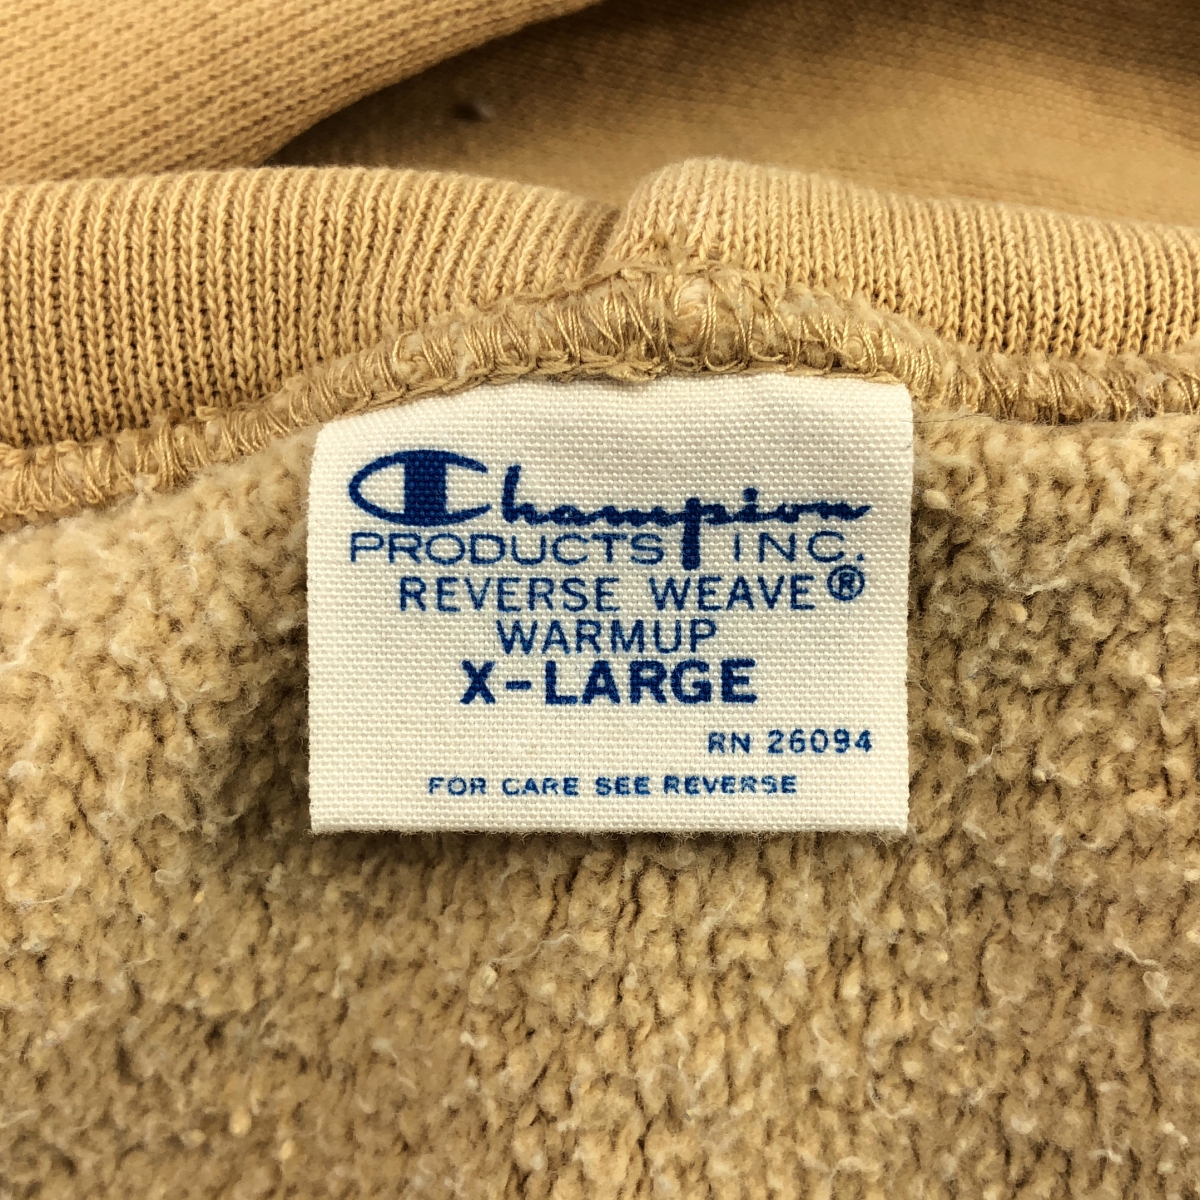 Champion
PRODUCTS INC.
REVERSE WEAVE®
WARMUP
X-LARGE
RN 26094
FOR CARE SEE REVERSE